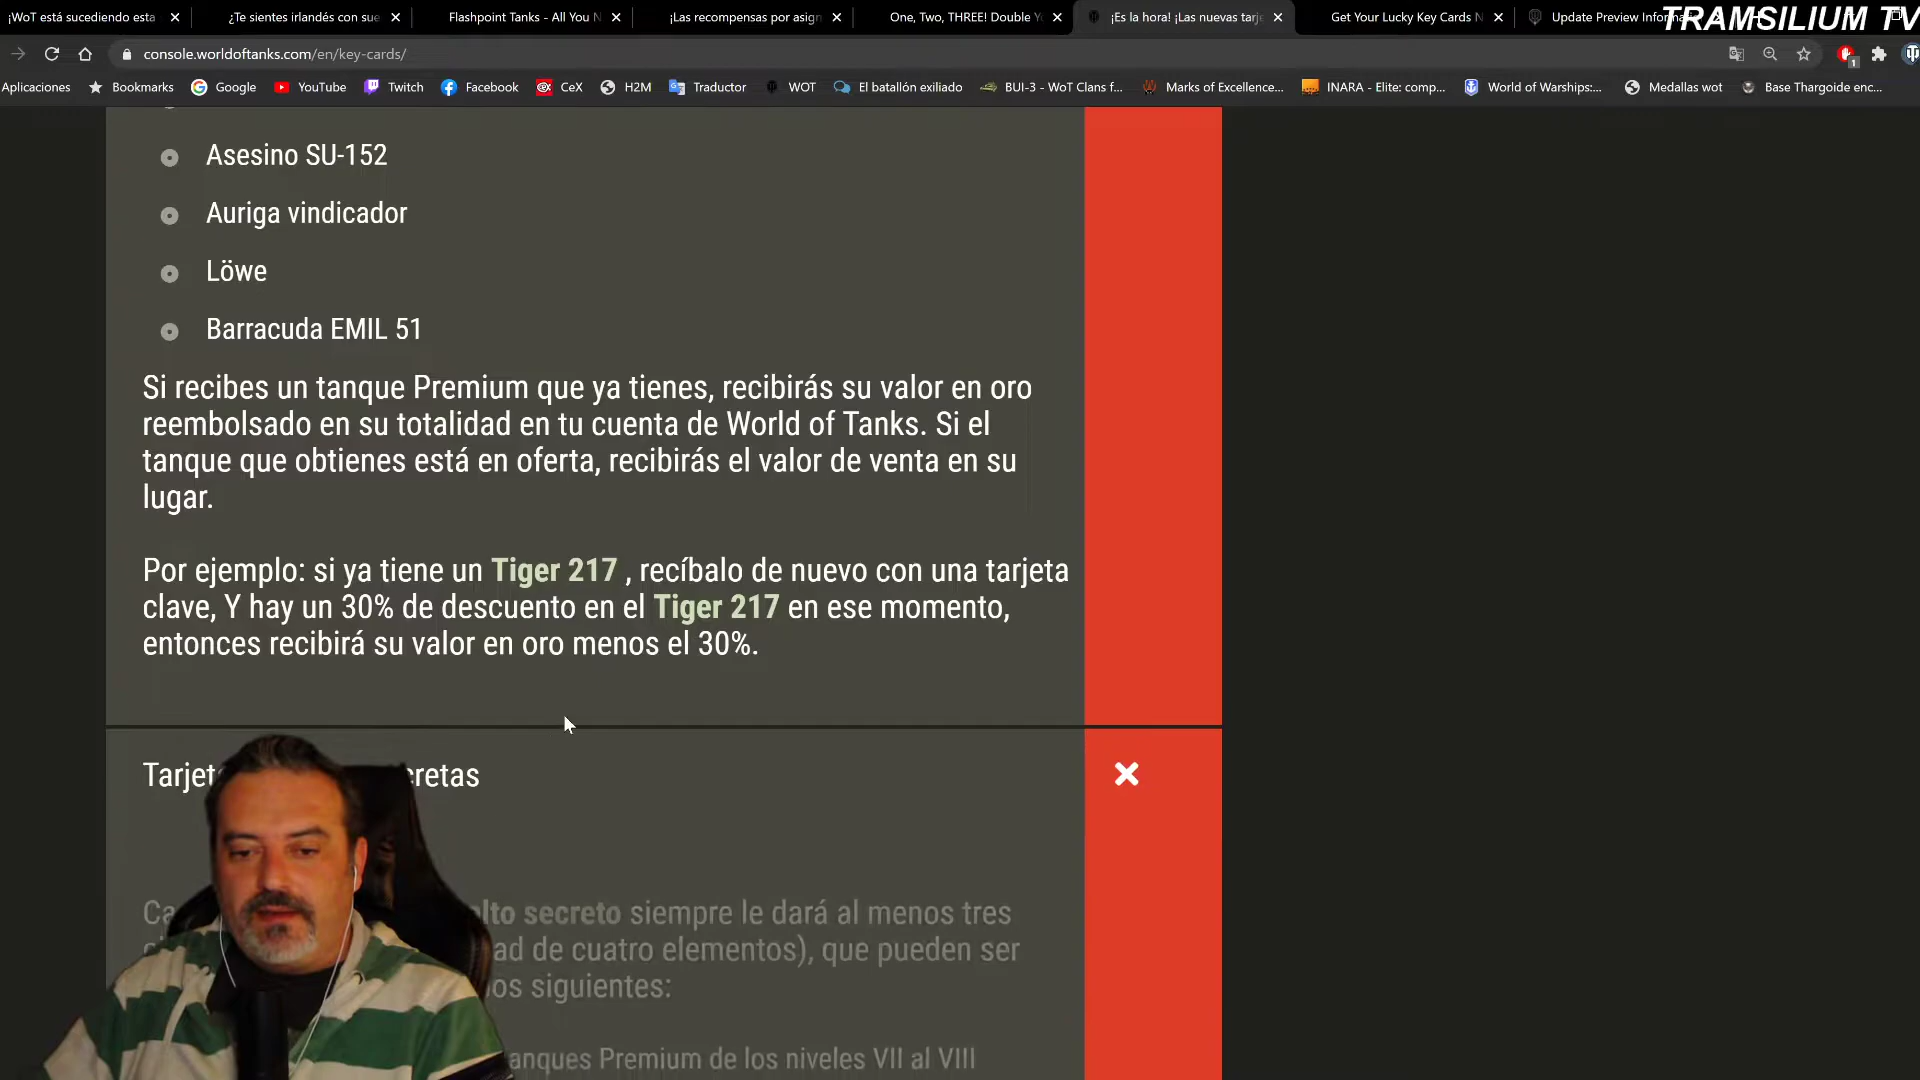 ¡WoT está sucediendo esta
¿Te sientes irlandés con sue
Flashpoint Tanks - All You N
¡Las recompensas por asign
One, Two, THREE! Double Y
¡Es la hora! ¡Las nuevas tarje
Get Your Lucky Key Cards N
Update Preview Inform
TRAMSILIUM TV
console.worldoftanks.com/en/key-cards/
1
Aplicaciones
Bookmarks
Google
YouTube
Twitch
Facebook
CeX
H2M
Traductor
WOT
El batallón exiliado
BUI-3 - WoT Clans f...
Marks of Excellence...
INARA - Elite: comp...
World of Warships:...
Medallas wot
Base Thargoide enc...
Asesino SU-152
Auriga vindicador
Löwe
Barracuda EMIL 51
Si recibes un tanque Premium que ya tienes, recibirás su valor en oro
reembolsado en su totalidad en tu cuenta de World of Tanks. Si el
tanque que obtienes está en oferta, recibirás el valor de venta en su
lugar.
Por ejemplo: si ya tiene un Tiger 217 , recíbalo de nuevo con una tarjeta
clave, Y hay un 30% de descuento en el Tiger 217 en ese momento,
entonces recibirá su valor en oro menos el 30%.
Tarjet cretas
Ca lto secreto siempre le dará al menos tres
ad de cuatro elementos), que pueden ser
os siguientes:
anques Premium de los niveles VII al VIII